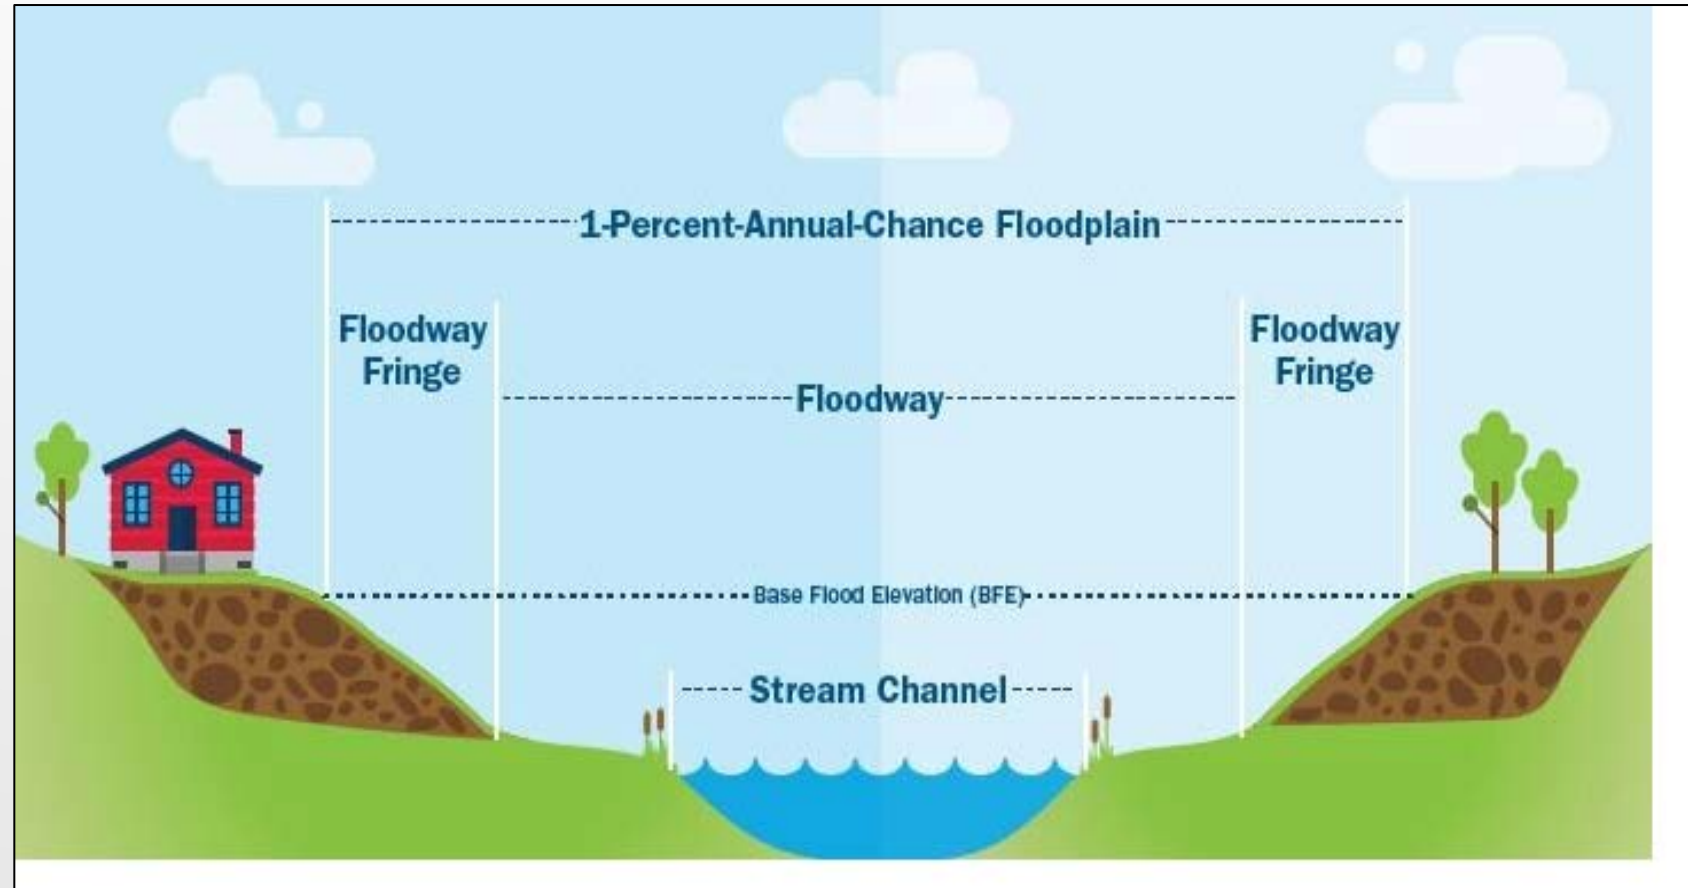 1-Percent-Annual-Chance Floodplain
Floodway
Fringe
Floodway
Fringe
Floodway
Base Flood Elevation (BFE)
Stream Channel